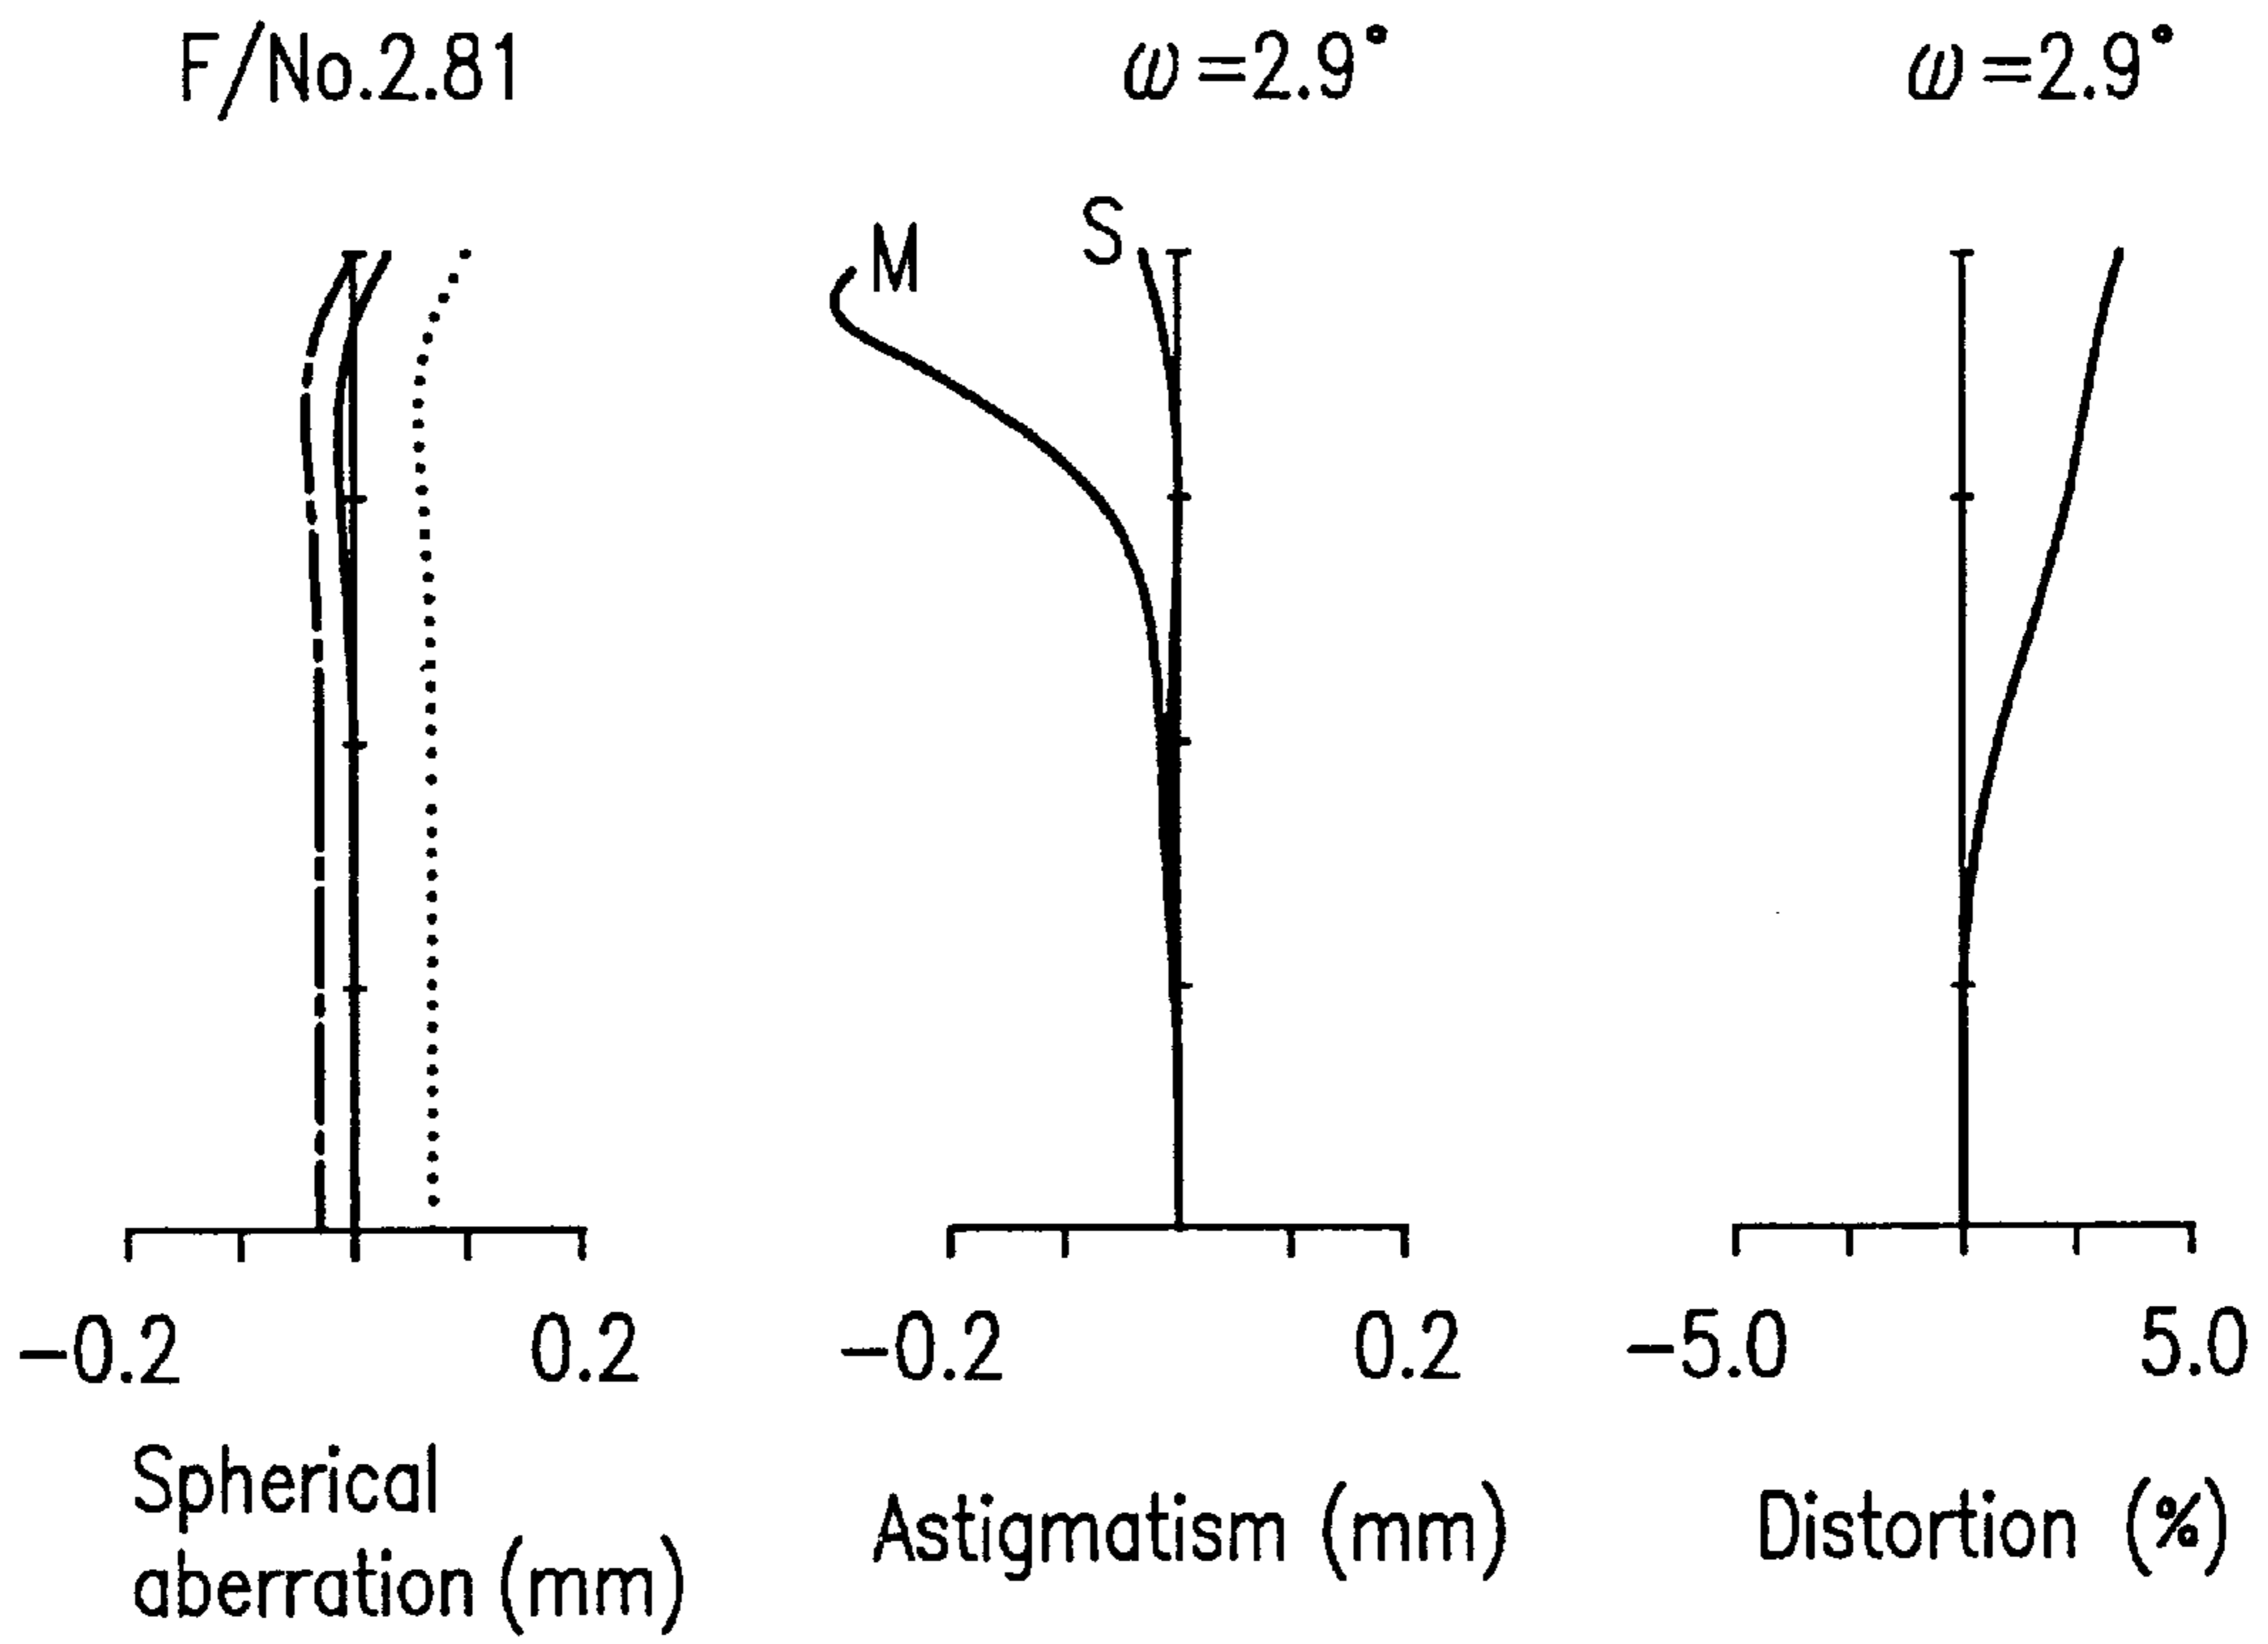 F/No.2.81
ω=2.9°
ω=2.9°
M
S
−0.2 0.2
−0.2 0.2
−5.0 5.0
Spherical
aberration (mm)
Astigmatism (mm)
Distortion (%)